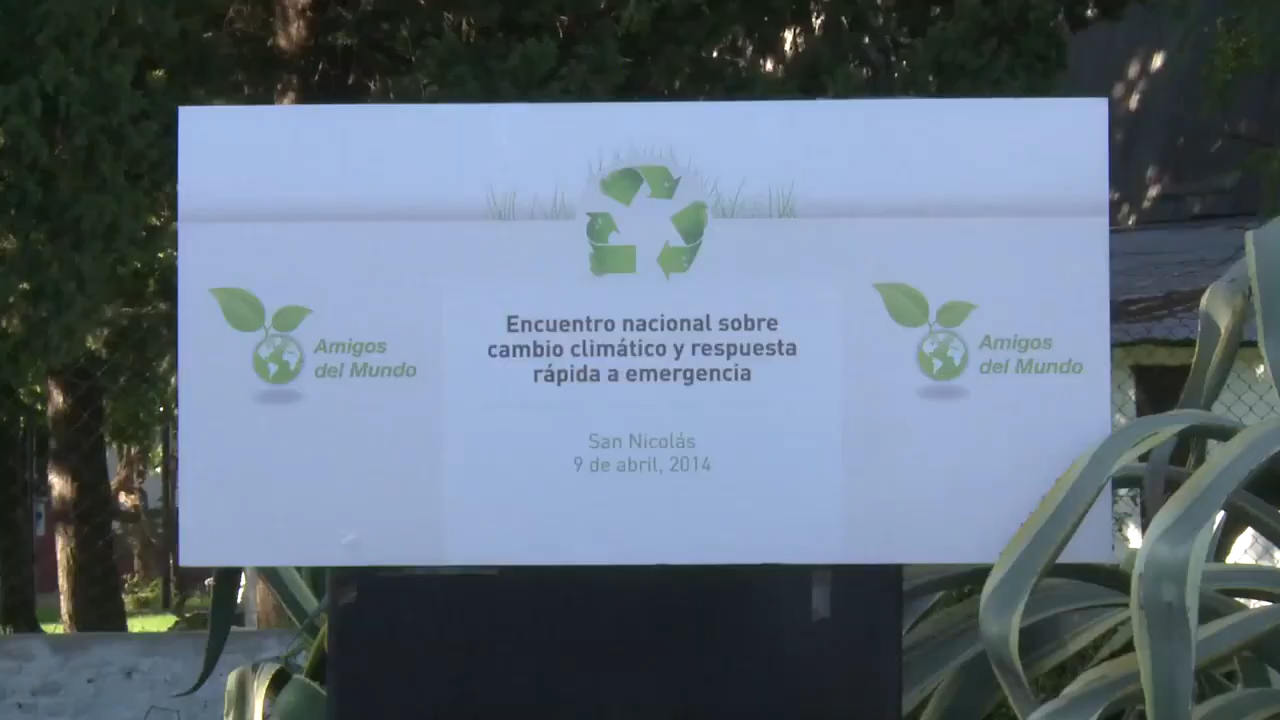 Amigos
del Mundo
Encuentro nacional sobre
cambio climático y respuesta
rápida a emergencia
San Nicolás
9 de abril, 2014
Amigos
del Mundo